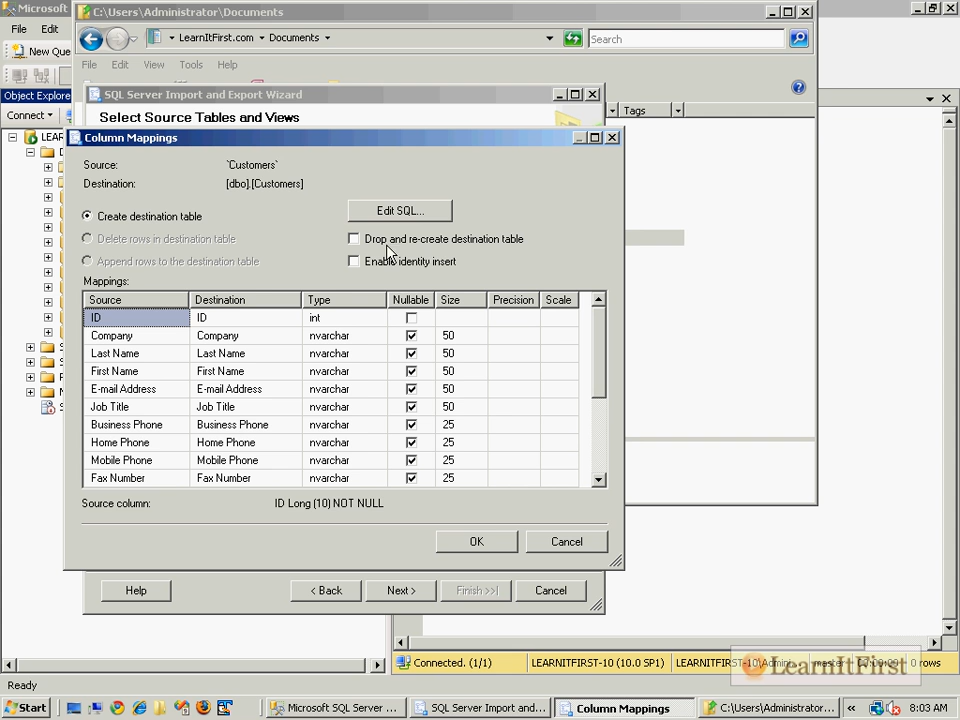 Microsoft
C:\Users\Administrator\Documents
File Edit
LearnItFirst.com Documents
Search
New Que
File Edit View Tools Help
Object Explore
SQL Server Import and Export Wizard
Connect
Select Source Tables and Views
Tags
LEAR
Column Mappings
Source: `Customers`
Destination: [dbo].[Customers]
Create destination table
Edit SQL...
Delete rows in destination table
Drop and re-create destination table
Append rows to the destination table
Enable identity insert
Mappings:
Source Destination Type Nullable Size Precision Scale
ID ID int
Company Company nvarchar 50
Last Name Last Name nvarchar 50
First Name First Name nvarchar 50
E-mail Address E-mail Address nvarchar 50
Job Title Job Title nvarchar 50
Business Phone Business Phone nvarchar 25
Home Phone Home Phone nvarchar 25
Mobile Phone Mobile Phone nvarchar 25
Fax Number Fax Number nvarchar 25
Source column: ID Long (10) NOT NULL
OK Cancel
Help < Back Next > Finish >>| Cancel
Connected. (1/1) LEARNITFIRST-10 (10.0 SP1) LEARNITFIRST-10\Admini... master 00:00:00 0 rows
LearnItFirst
Ready
Start Microsoft SQL Server ... SQL Server Import and... Column Mappings C:\Users\Administrator... « 8:03 AM